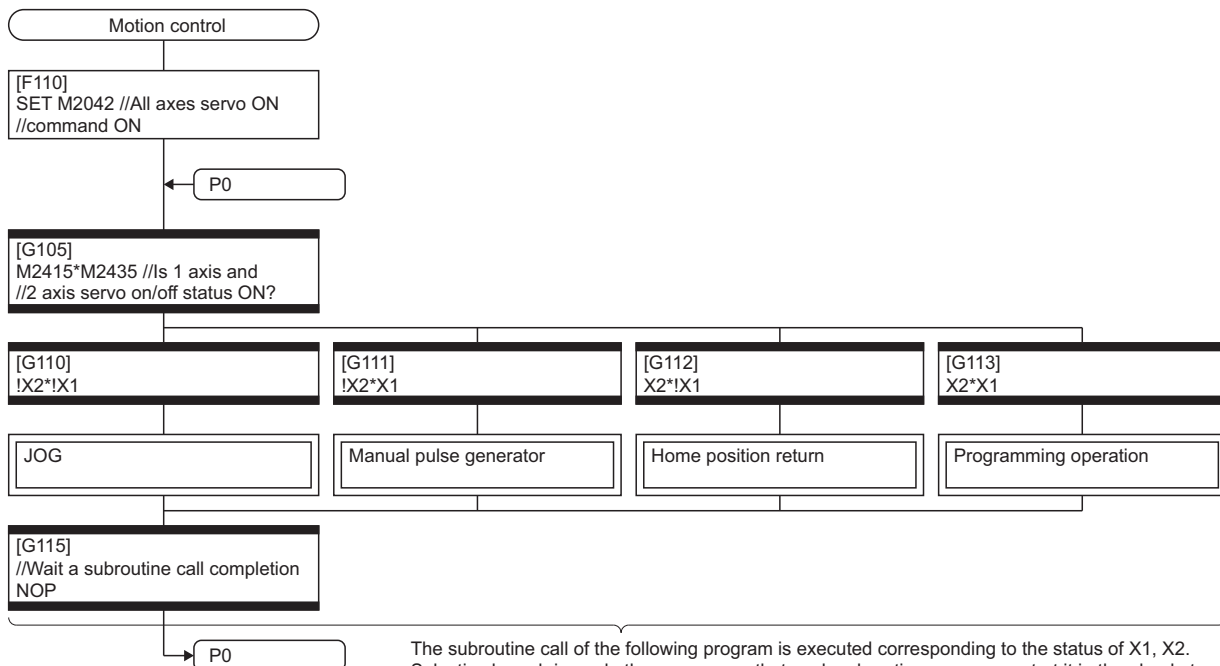 Motion control
[F110]
SET M2042 //All axes servo ON
//command ON
P0
[G105]
M2415*M2435 //Is 1 axis and
//2 axis servo on/off status ON?
[G110]
!X2*!X1
[G111]
!X2*X1
[G112]
X2*!X1
[G113]
X2*X1
JOG
Manual pulse generator
Home position return
Programming operation
[G115]
//Wait a subroutine call completion
NOP
P0
The subroutine call of the following program is executed corresponding to the status of X1, X2.